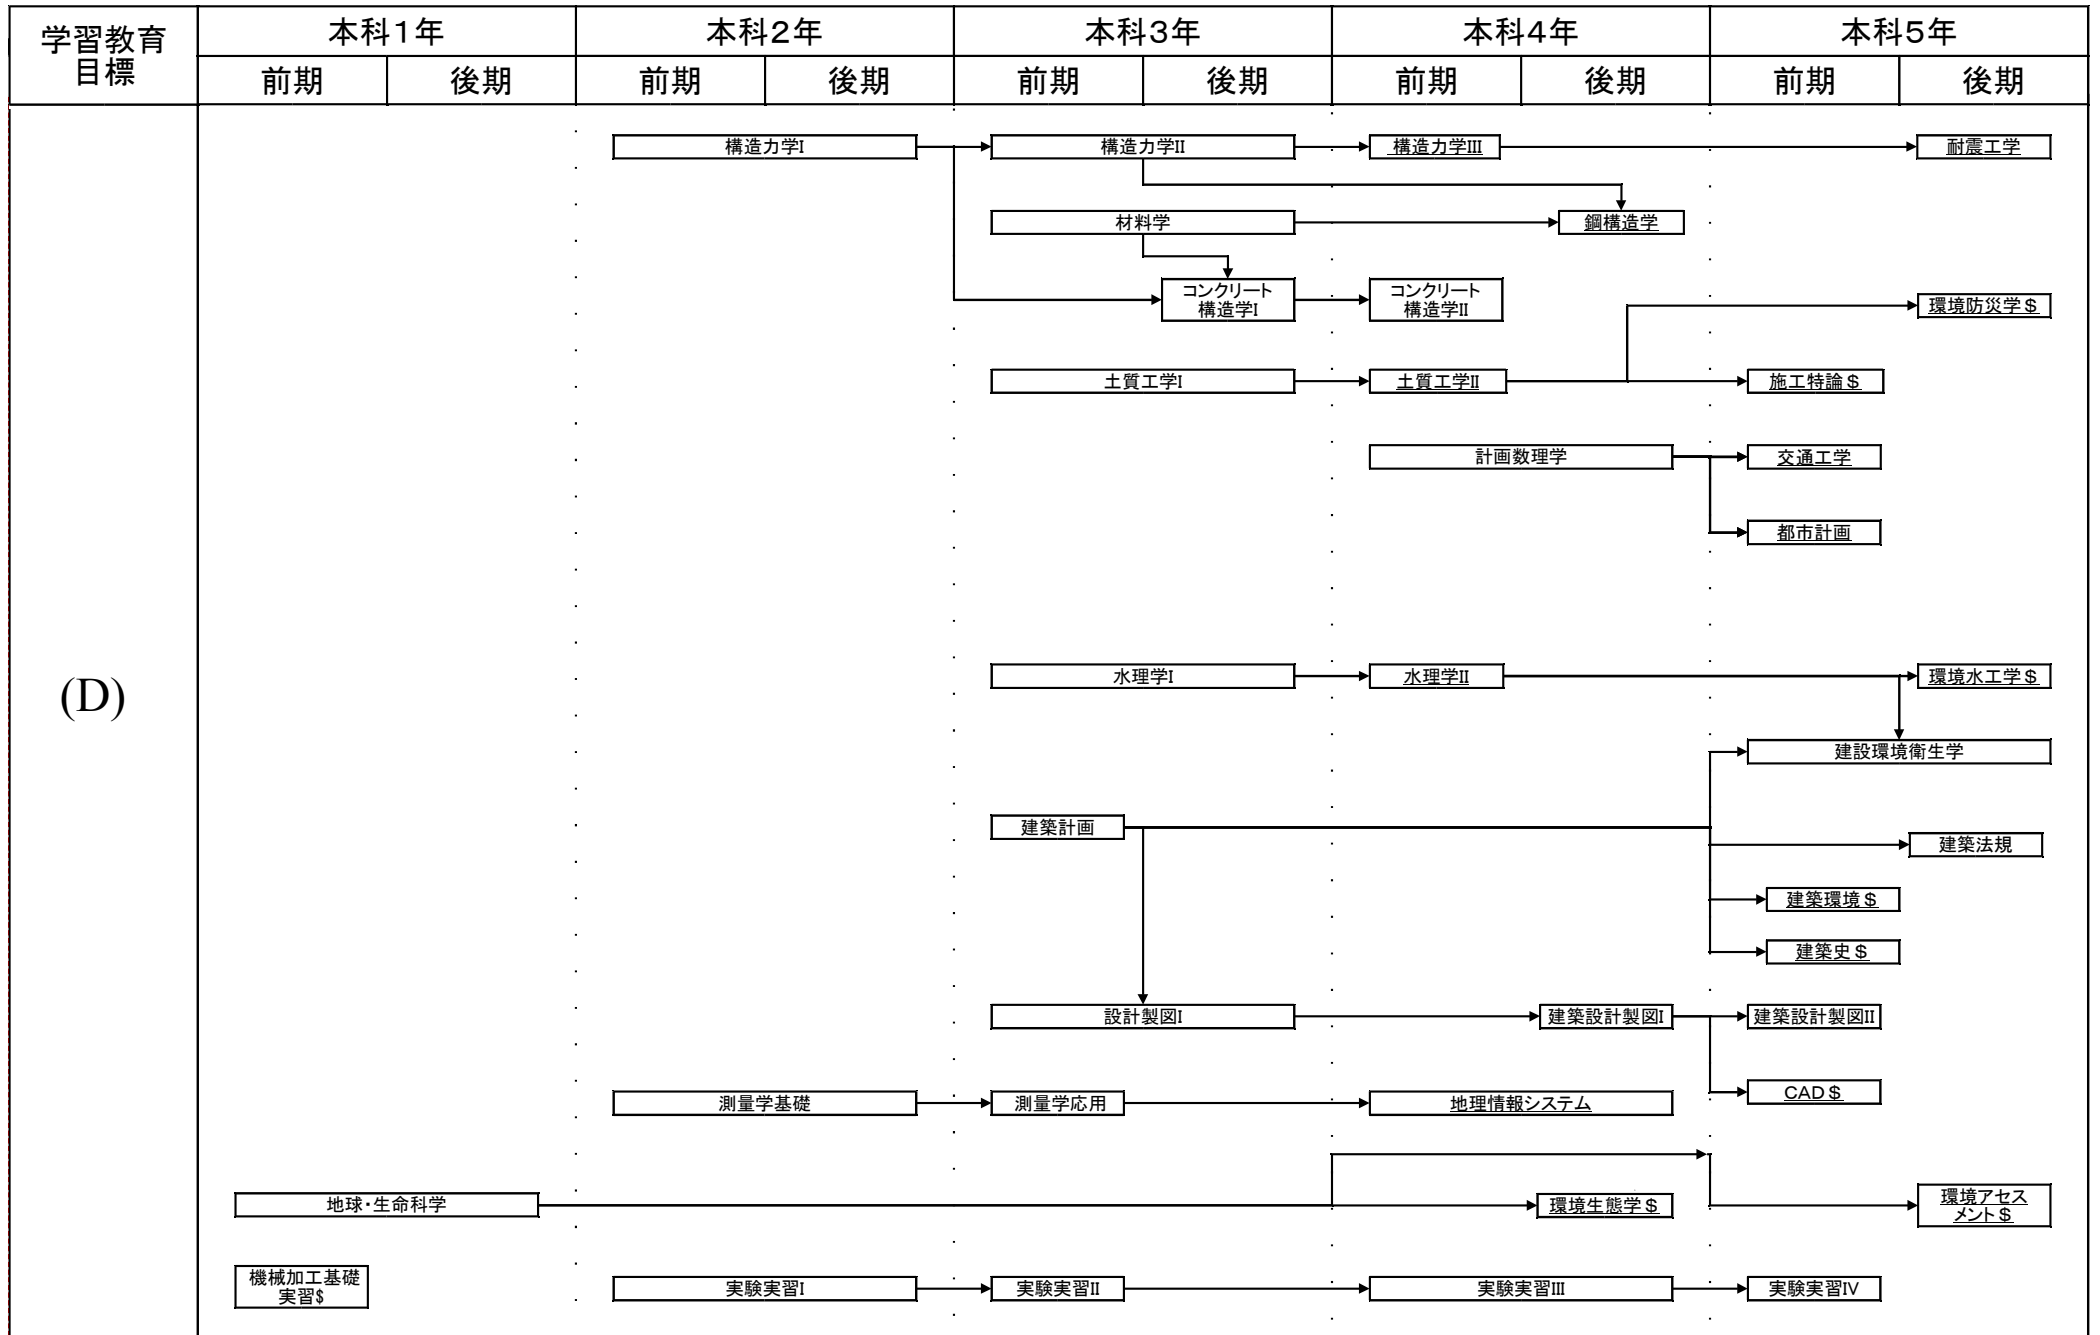 学習教育
目標
本科1年
本科2年
本科3年
本科4年
本科5年
前期
後期
前期
後期
前期
後期
前期
後期
前期
後期
(D)
構造力学I
構造力学II
構造力学III
耐震工学
材料学
鋼構造学
コンクリート
構造学I
コンクリート
構造学II
環境防災学＄
土質工学I
土質工学II
施工特論＄
計画数理学
交通工学
都市計画
水理学I
水理学II
環境水工学＄
建設環境衛生学
建築計画
建築法規
建築環境＄
建築史＄
設計製図I
建築設計製図I
建築設計製図II
測量学基礎
測量学応用
地理情報システム
CAD＄
地球・生命科学
環境生態学＄
環境アセス
メント＄
機械加工基礎
実習$
実験実習I
実験実習II
実験実習III
実験実習IV